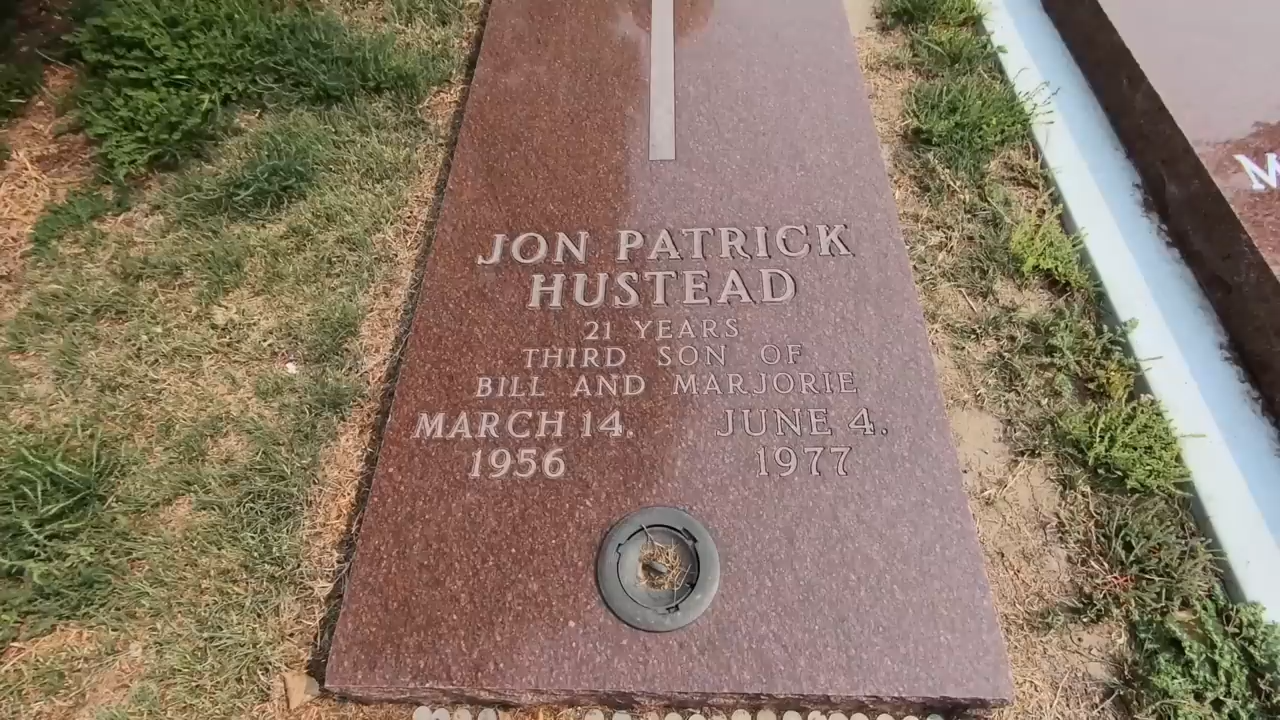 JON PATRICK
HUSTEAD
21 YEARS
THIRD SON OF
BILL AND MARJORIE
MARCH 14. JUNE 4.
1956 1977
M